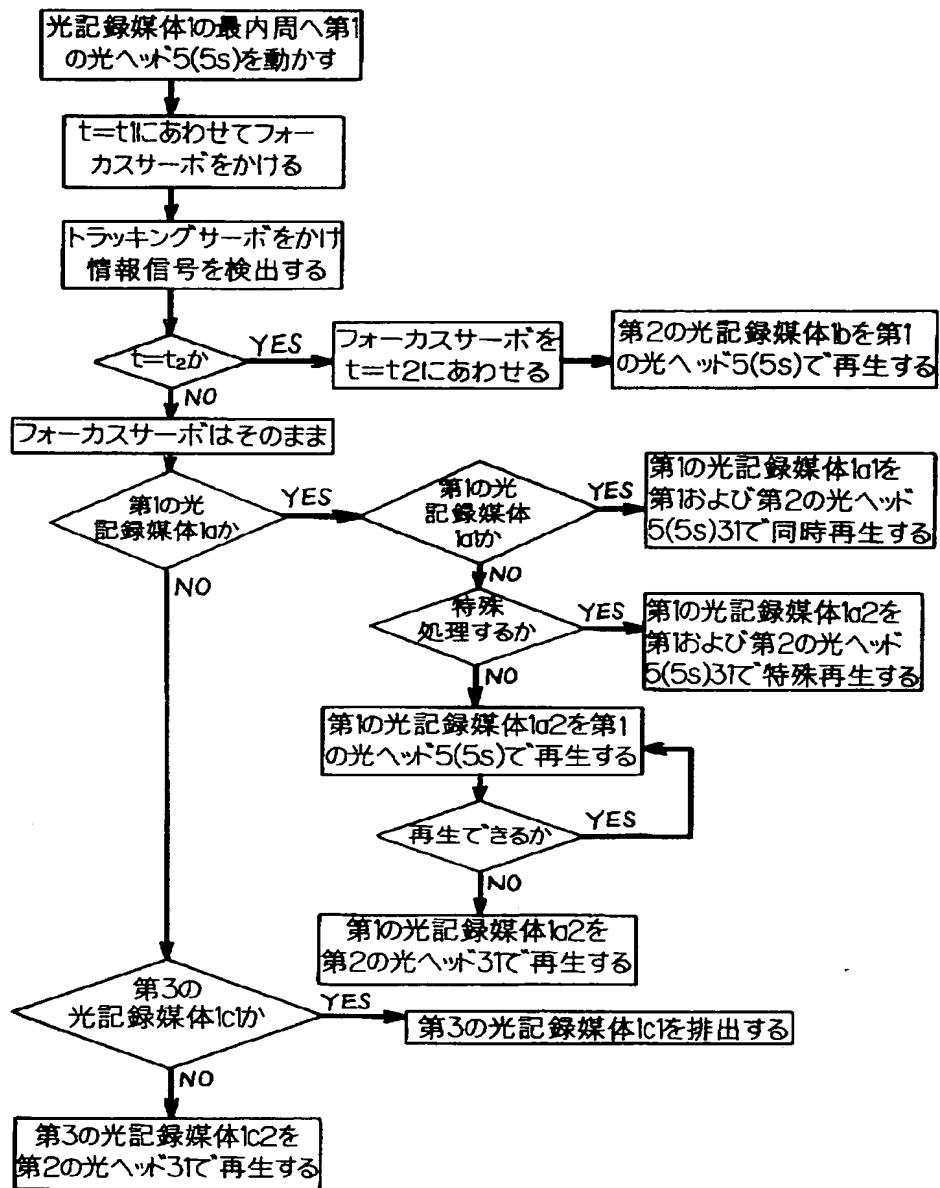 光記録媒体1の最内周へ第1
の光ヘッド5(5s)を動かす
t=t1にあわせてフォー
カスサーボをかける
トラッキングサーボをかけ
情報信号を検出する
t=t2か
YES
フォーカスサーボを
t=t2にあわせる
第2の光記録媒体1bを第1
の光ヘッド5(5s)で再生する
NO
フォーカスサーボはそのまま
第1の光
記録媒体1aか
YES
第1の光
記録媒体
1a1か
YES
第1の光記録媒体1a1を
第1および第2の光ヘッド
5(5s)31で同時再生する
NO
NO
特殊
処理するか
YES
第1の光記録媒体1a2を
第1および第2の光ヘッド
5(5s)31で特殊再生する
NO
第1の光記録媒体1a2を第1
の光ヘッド5(5s)で再生する
再生できるか
YES
NO
第1の光記録媒体1a2を
第2の光ヘッド31で再生する
第3の
光記録媒体1c1か
YES
第3の光記録媒体1c1を排出する
NO
第3の光記録媒体1c2を
第2の光ヘッド31で再生する